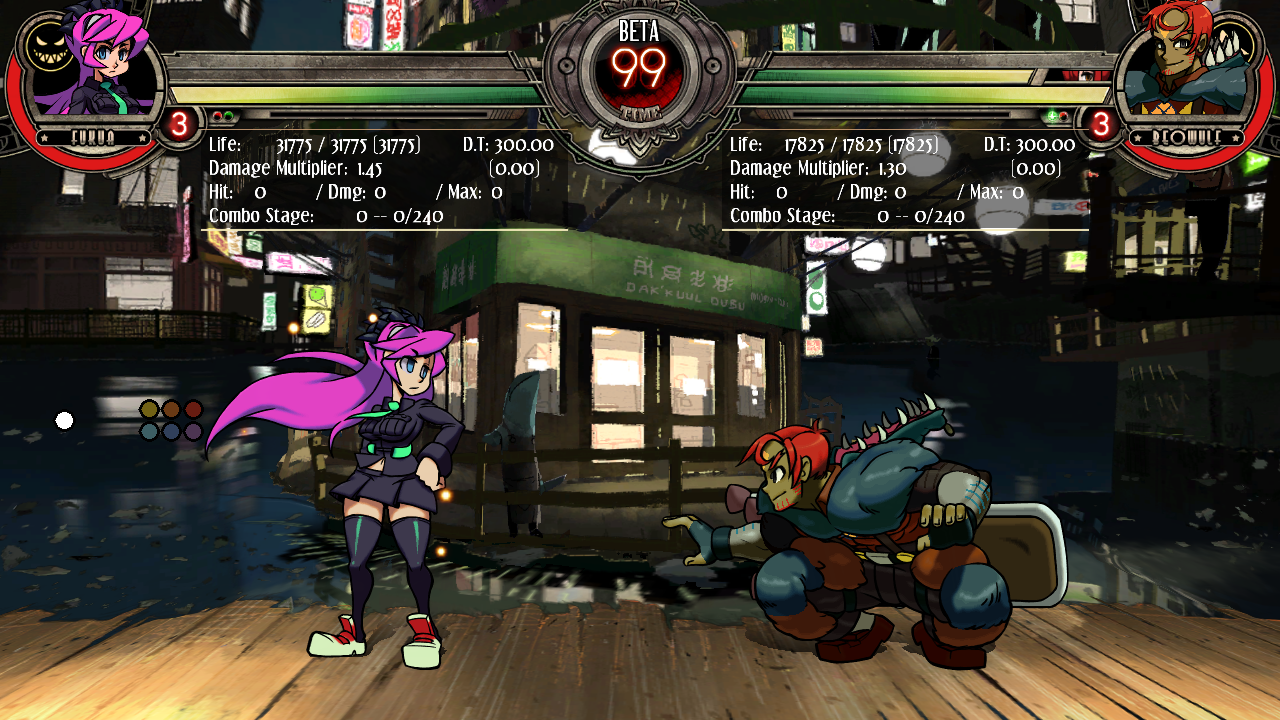 BETA
99
TIME
FUKUA
3
3
BEOWULF
Life: 31775 / 31775 (31775) D.T: 300.00
Damage Multiplier: 1.45 (0.00)
Hit: 0 / Dmg: 0 / Max: 0
Combo Stage: 0 -- 0/240
Life: 17825 / 17825 (17825) D.T: 300.00
Damage Multiplier: 1.30 (0.00)
Hit: 0 / Dmg: 0 / Max: 0
Combo Stage: 0 -- 0/240
DAK'KUUL OUSU